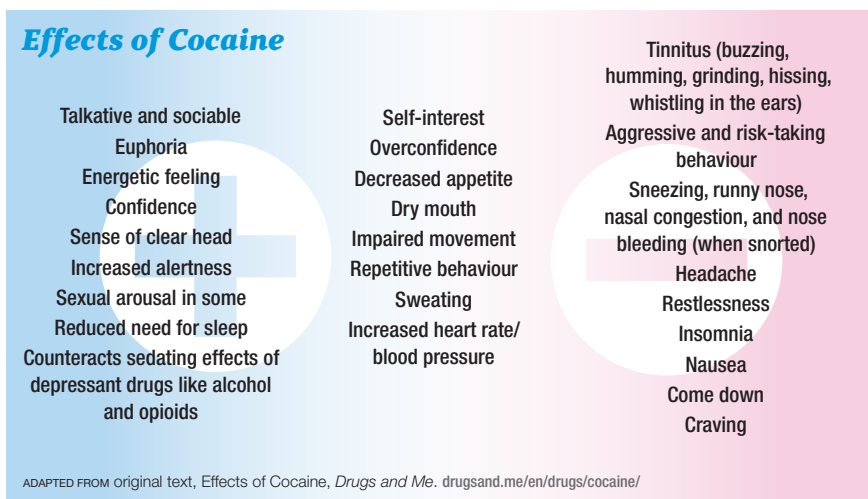 Effects of Cocaine
Talkative and sociable
Euphoria
Energetic feeling
Confidence
Sense of clear head
Increased alertness
Sexual arousal in some
Reduced need for sleep
Counteracts sedating effects of
depressant drugs like alcohol
and opioids
Self-interest
Overconfidence
Decreased appetite
Dry mouth
Impaired movement
Repetitive behaviour
Sweating
Increased heart rate/
blood pressure
Tinnitus (buzzing,
humming, grinding, hissing,
whistling in the ears)
Aggressive and risk-taking
behaviour
Sneezing, runny nose,
nasal congestion, and nose
bleeding (when snorted)
Headache
Restlessness
Insomnia
Nausea
Come down
Craving
ADAPTED FROM original text, Effects of Cocaine, Drugs and Me. drugsand.me/en/drugs/cocaine/